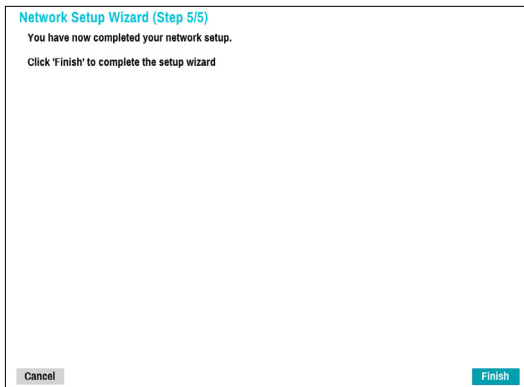 Network Setup Wizard (Step 5/5)
You have now completed your network setup.
Click 'Finish' to complete the setup wizard
Cancel
Finish